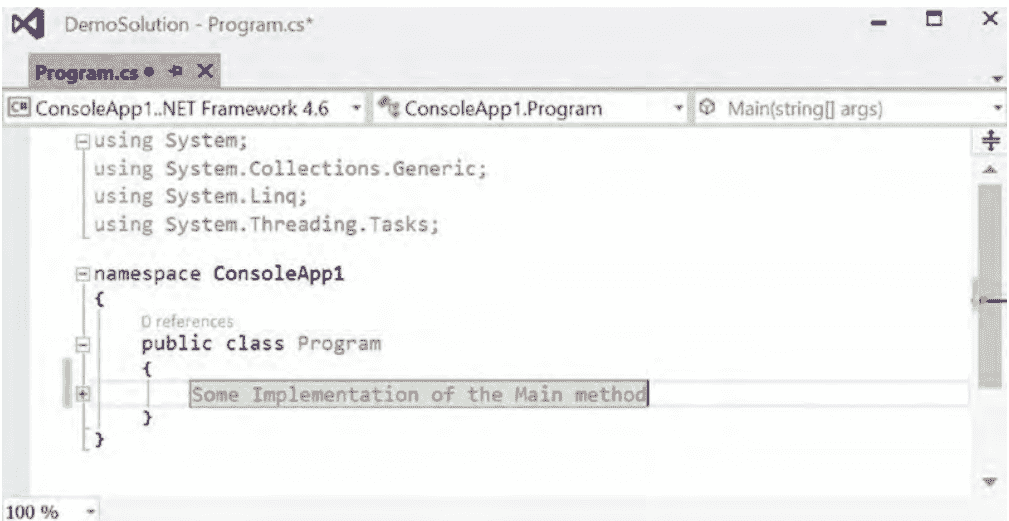 DemoSolution - Program.cs*
Program.cs
ConsoleApp1..NET Framework 4.6 ConsoleApp1.Program Main(string[] args)
using System;
using System.Collections.Generic;
using System.Linq;
using System.Threading.Tasks;
namespace ConsoleApp1
{
0 references
public class Program
{
Some Implementation of the Main method
}
}
100 %